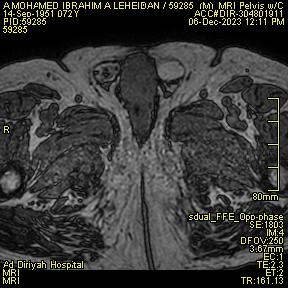 A MOHAMED IBRAHIM A LEHEIDAN / 59285 (M) MRI Pelvis w/C
14-Sep-1951 072Y
ACC#DIR-304801911
PID:59285
06-Dec-2023 12:11 PM
59285
R
80mm
sdual_FFE_Opp-phase
SE:1803
IM:4
DFOV:250
3.67mm
Ad Diriyah Hospital
EC:1
MRI
TE:2.3
ET:2
MRI
TR:161.13